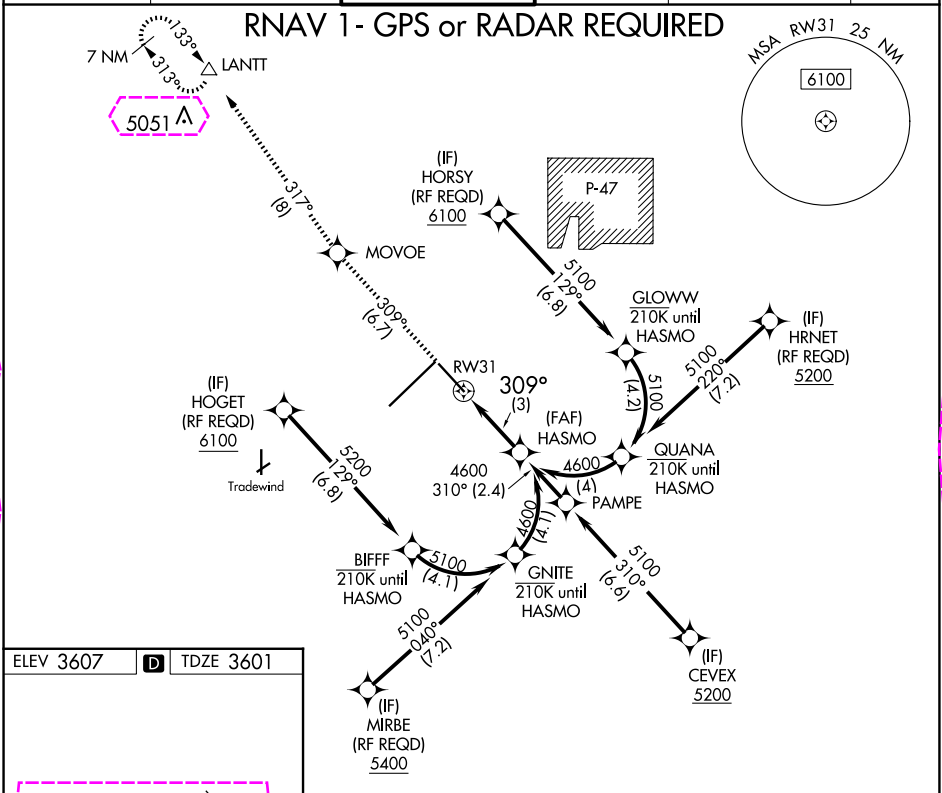 RNAV 1- GPS or RADAR REQUIRED
7 NM
133°
313°
LANTT
5051
MSA RW31 25 NM
6100
(IF)
HORSY
(RF REQD)
6100
P-47
317°
(8)
MOVOE
5100
129°
(6.8)
GLOWW
210K until
HASMO
(IF)
HRNET
(RF REQD)
5200
309°
(6.7)
5100
220°
(7.2)
5100
(4.2)
RW31
309°
(3)
(IF)
HOGET
(RF REQD)
6100
(FAF)
HASMO
Tradewind
5200
129°
(6.8)
4600
310° (2.4)
4600
(4)
QUANA
210K until
HASMO
PAMPE
4600
(4.1)
BIFFF
210K until
HASMO
5100
(4.1)
GNITE
210K until
HASMO
5100
310°
(6.6)
5100
040°
(7.2)
(IF)
CEVEX
5200
(IF)
MIRBE
(RF REQD)
5400
ELEV 3607 D TDZE 3601